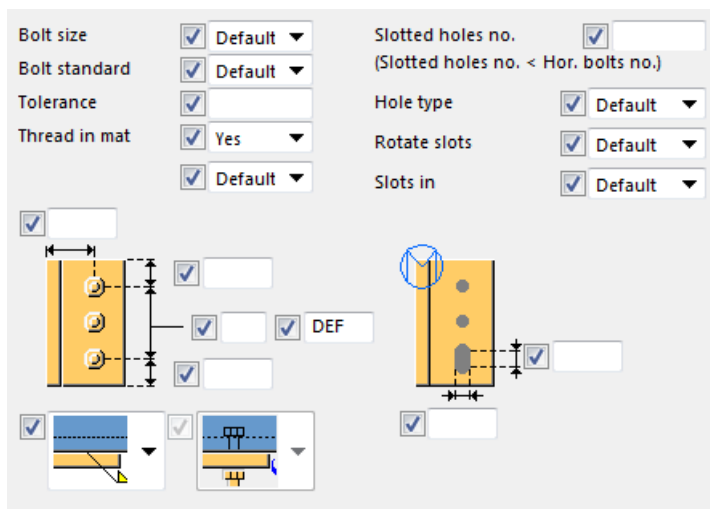 Bolt size Default
Slotted holes no.
(Slotted holes no. < Hor. bolts no.)
Bolt standard Default
Tolerance
Hole type Default
Thread in mat Yes
Rotate slots Default
Default
Slots in Default
DEF